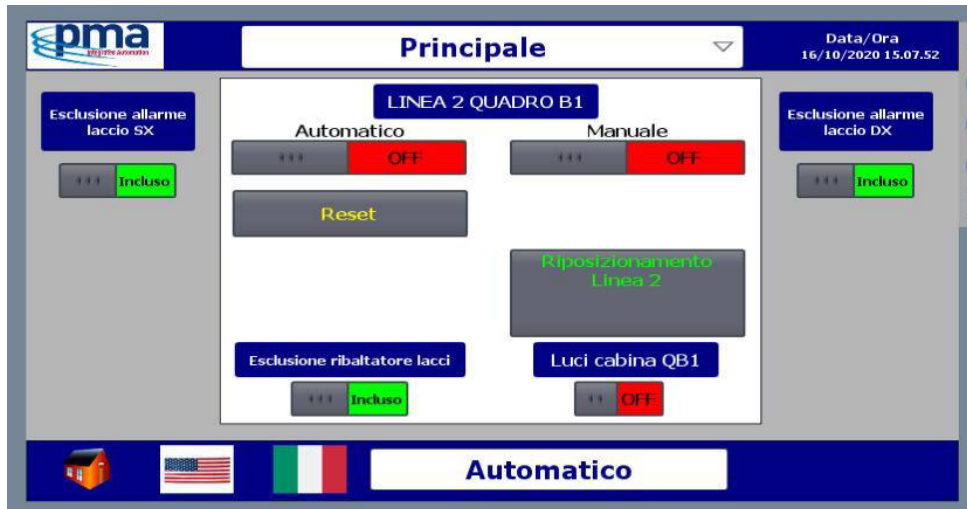 pma
Integrative Automation
Principale
Data/Ora
16/10/2020 15.07.52
Esclusione allarme
laccio SX
Incluso
LINEA 2 QUADRO B1
Automatico
OFF
Manuale
OFF
Reset
Riposizionamento
Linea 2
Esclusione ribaltatore lacci
Incluso
Luci cabina QB1
OFF
Esclusione allarme
laccio DX
Incluso
Automatico